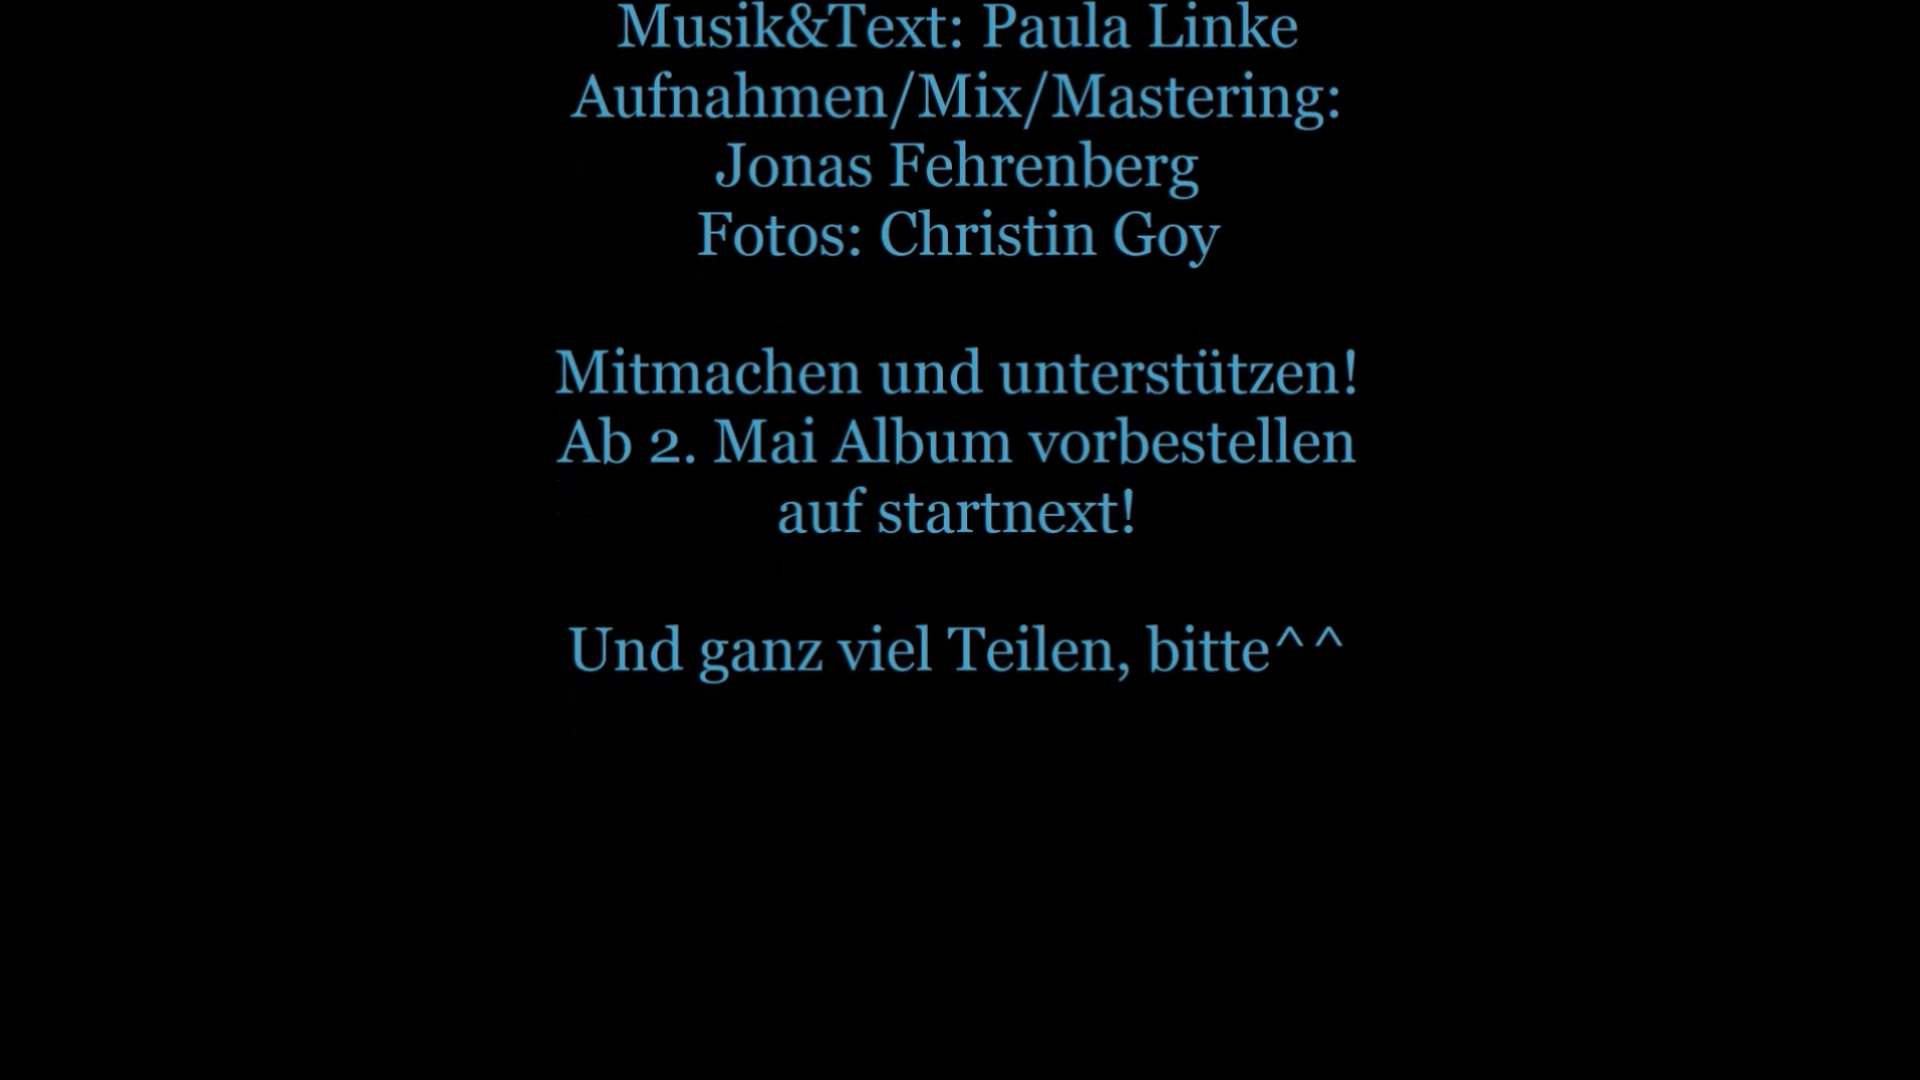 Musik&Text: Paula Linke
Aufnahmen/Mix/Mastering:
Jonas Fehrenberg
Fotos: Christin Goy
Mitmachen und unterstützen!
Ab 2. Mai Album vorbestellen
auf startnext!
Und ganz viel Teilen, bitte^^